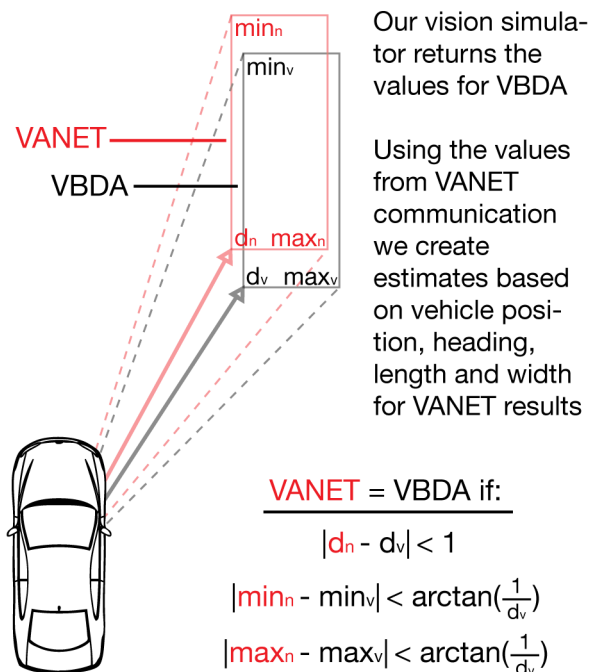 minₙ
minᵥ
VANET
VBDA
dₙ maxₙ
dᵥ maxᵥ
Our vision simula-
tor returns the
values for VBDA
Using the values
from VANET
communication
we create
estimates based
on vehicle posi-
tion, heading,
length and width
for VANET results
VANET = VBDA if:
|dₙ - dᵥ| < 1
|minₙ - minᵥ| < arctan(1/dᵥ)
|maxₙ - maxᵥ| < arctan(1/dᵥ)